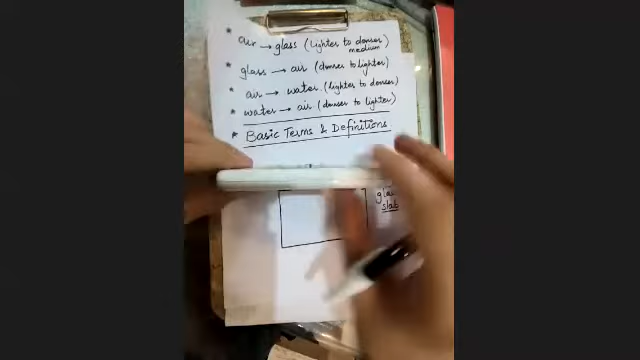 * air → glass (lighter to denser medium)
* glass → air (denser to lighter)
* air → water (lighter to denser)
* water → air (denser to lighter)
* Basic Terms & Definitions
slab